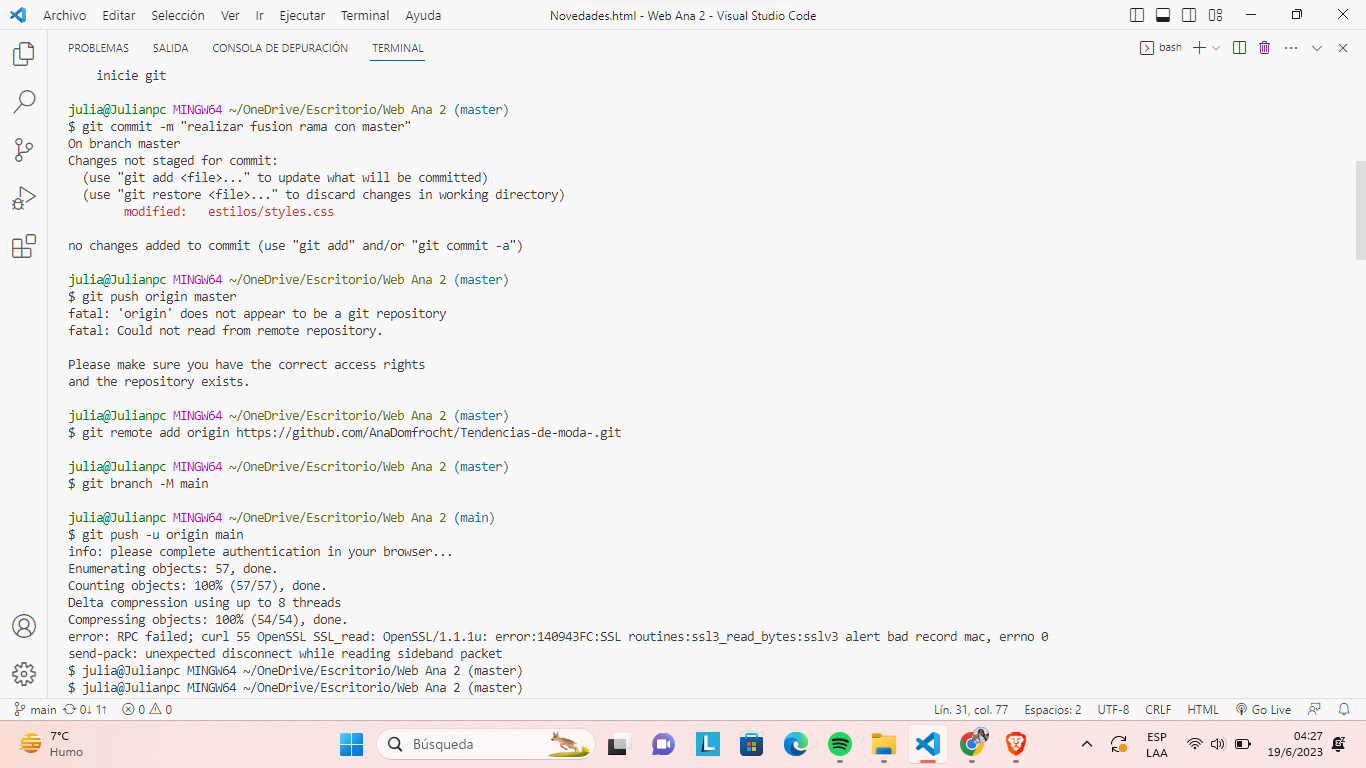 Archivo Editar Selección Ver Ir Ejecutar Terminal Ayuda Novedades.html - Web Ana 2 - Visual Studio Code
PROBLEMAS SALIDA CONSOLA DE DEPURACIÓN TERMINAL bash
inicie git
julia@Julianpc MINGW64 ~/OneDrive/Escritorio/Web Ana 2 (master)
$ git commit -m "realizar fusion rama con master"
On branch master
Changes not staged for commit:
(use "git add <file>..." to update what will be committed)
(use "git restore <file>..." to discard changes in working directory)
modified: estilos/styles.css
no changes added to commit (use "git add" and/or "git commit -a")
julia@Julianpc MINGW64 ~/OneDrive/Escritorio/Web Ana 2 (master)
$ git push origin master
fatal: 'origin' does not appear to be a git repository
fatal: Could not read from remote repository.
Please make sure you have the correct access rights
and the repository exists.
julia@Julianpc MINGW64 ~/OneDrive/Escritorio/Web Ana 2 (master)
$ git remote add origin https://github.com/AnaDomfrocht/Tendencias-de-moda-.git
julia@Julianpc MINGW64 ~/OneDrive/Escritorio/Web Ana 2 (master)
$ git branch -M main
julia@Julianpc MINGW64 ~/OneDrive/Escritorio/Web Ana 2 (main)
$ git push -u origin main
info: please complete authentication in your browser...
Enumerating objects: 57, done.
Counting objects: 100% (57/57), done.
Delta compression using up to 8 threads
Compressing objects: 100% (54/54), done.
error: RPC failed; curl 55 OpenSSL SSL_read: OpenSSL/1.1.1u: error:140943FC:SSL routines:ssl3_read_bytes:sslv3 alert bad record mac, errno 0
send-pack: unexpected disconnect while reading sideband packet
$ julia@Julianpc MINGW64 ~/OneDrive/Escritorio/Web Ana 2 (master)
$ julia@Julianpc MINGW64 ~/OneDrive/Escritorio/Web Ana 2 (master)
main 0↓ 1↑ 0 0 Lín. 31, col. 77 Espacios: 2 UTF-8 CRLF HTML Go Live
7°C
Humo
Búsqueda
L
ESP
LAA
04:27
19/6/2023